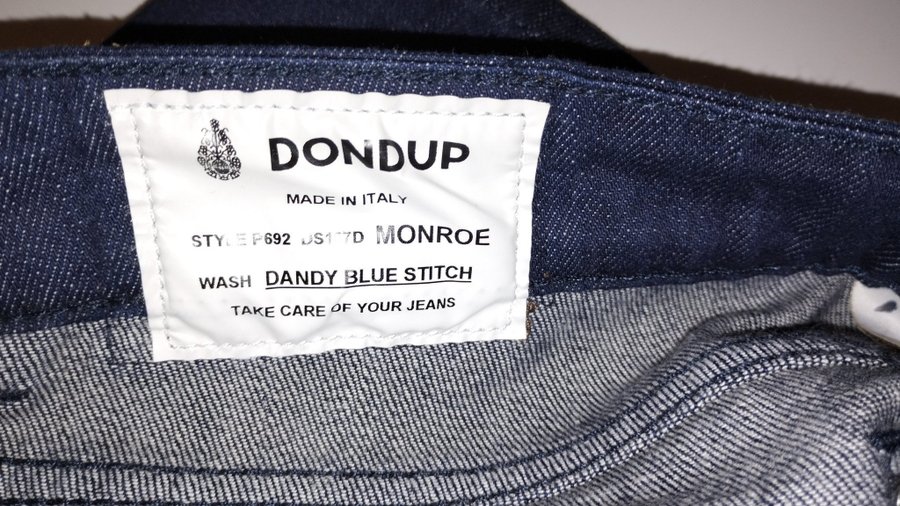 DONDUP
MADE IN ITALY
STYLE P692 MONROE
WASH DANDY BLUE STITCH
TAKE CARE OF YOUR JEANS